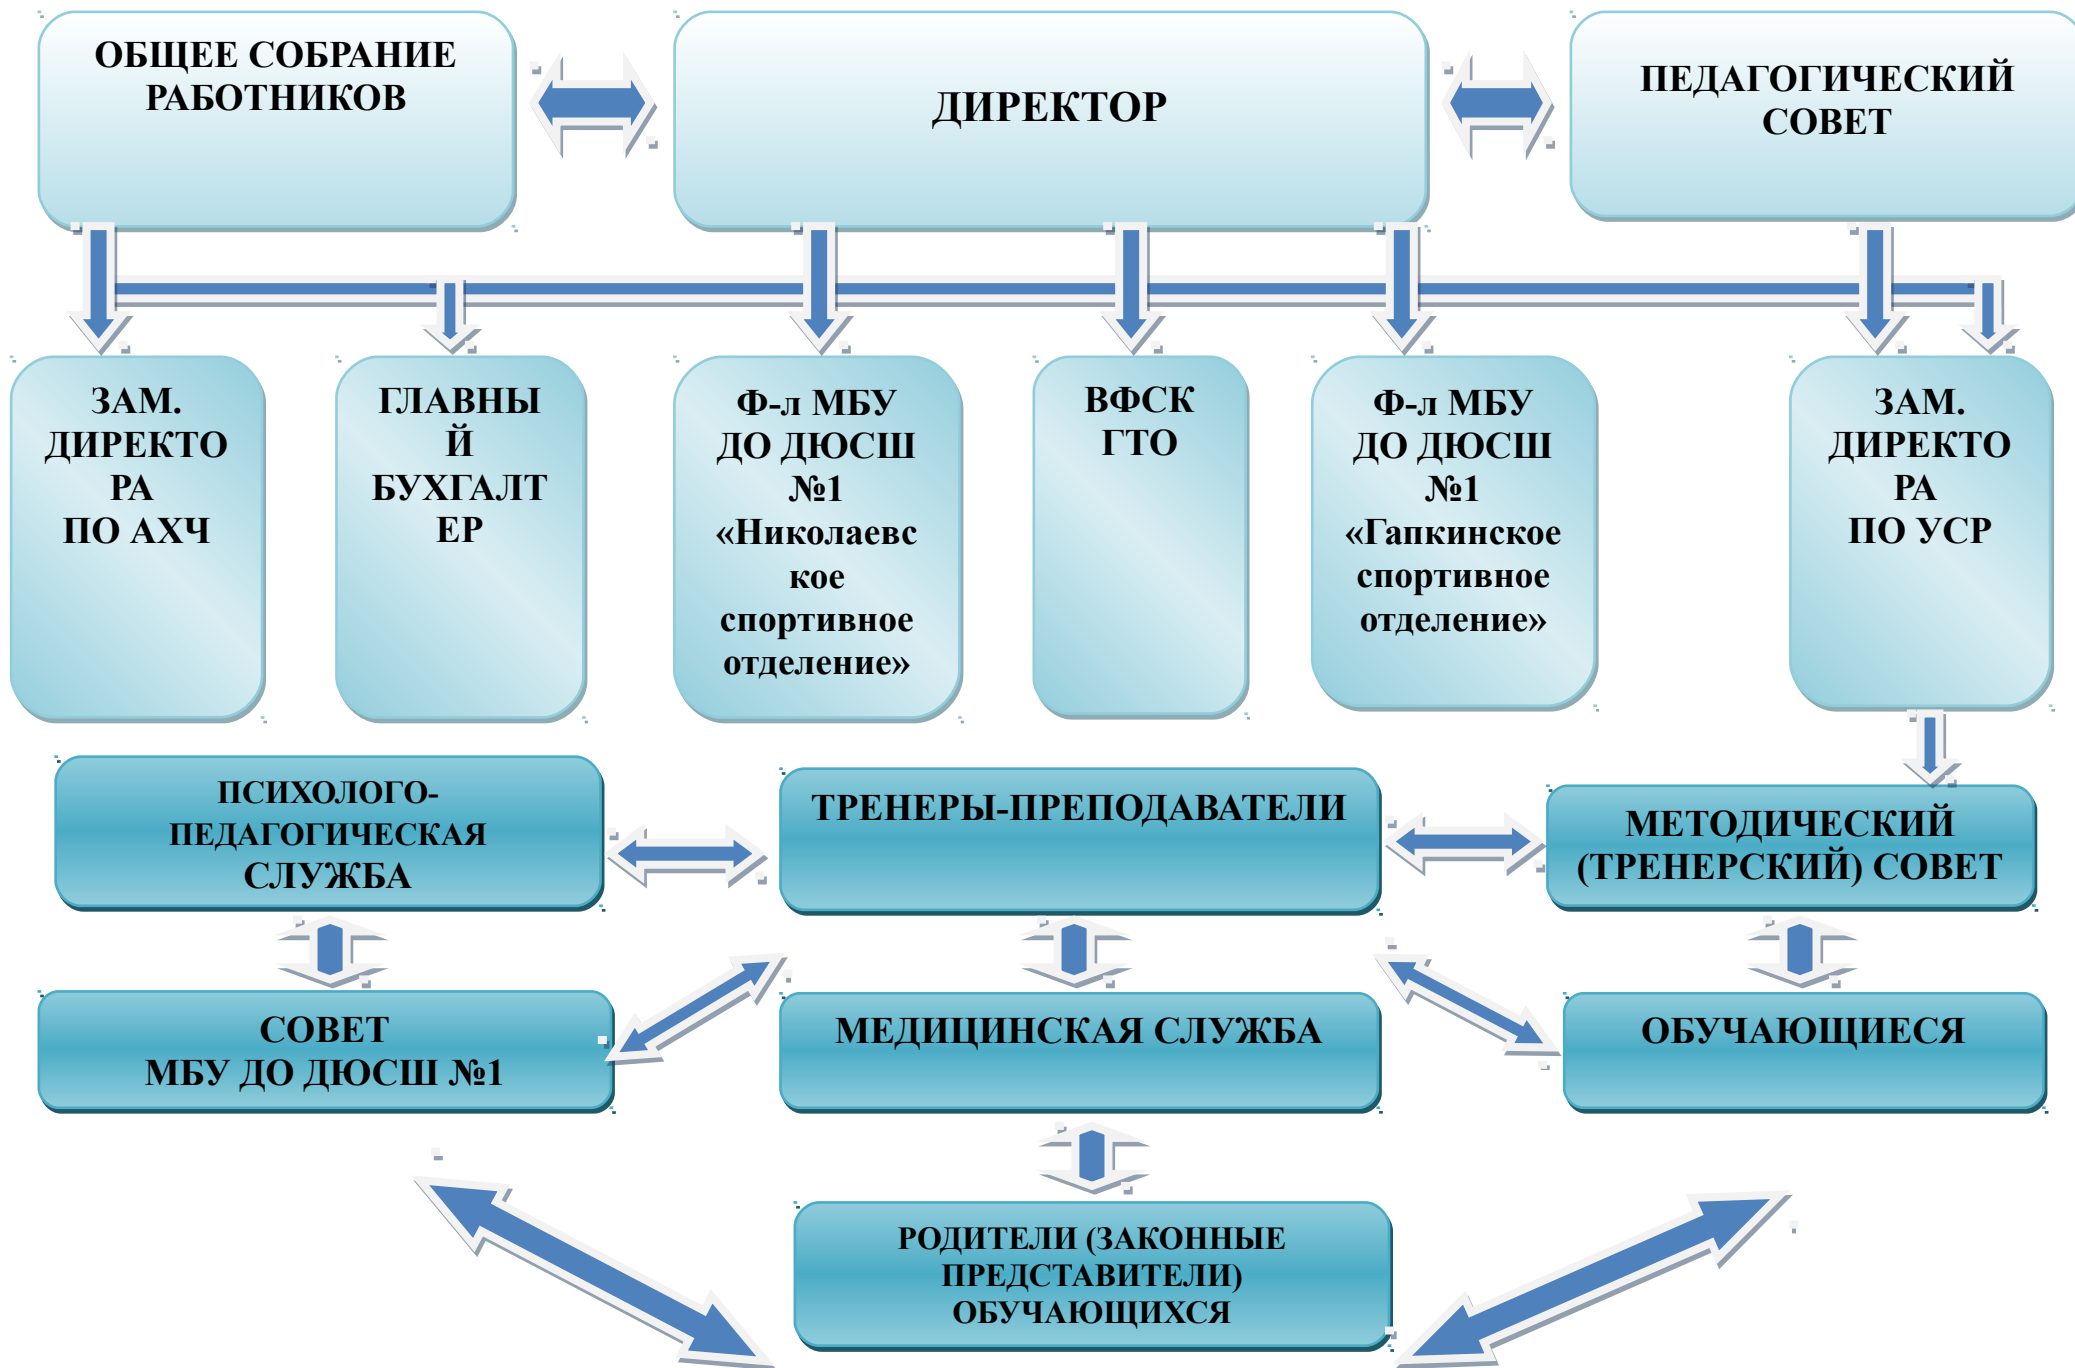 ОБЩЕЕ СОБРАНИЕ
РАБОТНИКОВ
ДИРЕКТОР
ПЕДАГОГИЧЕСКИЙ
СОВЕТ
ЗАМ.
ДИРЕКТО
РА
ПО АХЧ
ГЛАВНЫ
Й
БУХГАЛТ
ЕР
Ф-л МБУ
ДО ДЮСШ
№1
«Николаевс
кое
спортивное
отделение»
ВФСК
ГТО
Ф-л МБУ
ДО ДЮСШ
№1
«Гапкинское
спортивное
отделение»
ЗАМ.
ДИРЕКТО
РА
ПО УСР
ПСИХОЛОГО-
ПЕДАГОГИЧЕСКАЯ
СЛУЖБА
ТРЕНЕРЫ-ПРЕПОДАВАТЕЛИ
МЕТОДИЧЕСКИЙ
(ТРЕНЕРСКИЙ) СОВЕТ
СОВЕТ
МБУ ДО ДЮСШ №1
МЕДИЦИНСКАЯ СЛУЖБА
ОБУЧАЮЩИЕСЯ
РОДИТЕЛИ (ЗАКОННЫЕ
ПРЕДСТАВИТЕЛИ)
ОБУЧАЮЩИХСЯ